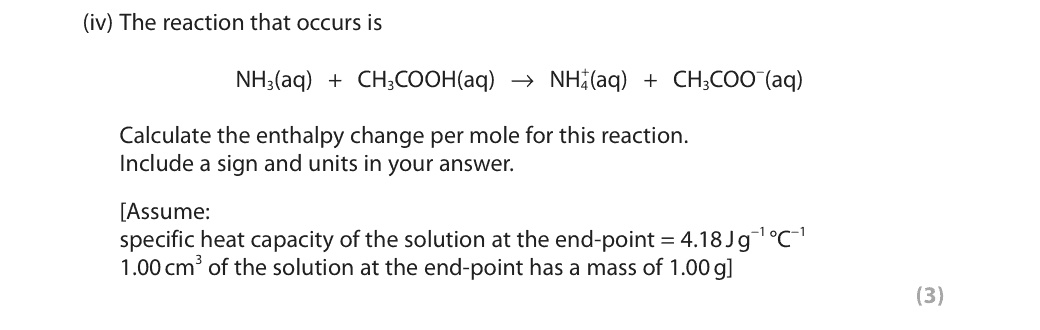 (iv) The reaction that occurs is
NH₃(aq) + CH₃COOH(aq) → NH₄⁺(aq) + CH₃COO⁻(aq)
Calculate the enthalpy change per mole for this reaction.
Include a sign and units in your answer.
[Assume:
specific heat capacity of the solution at the end-point = 4.18 J g⁻¹ °C⁻¹
1.00 cm³ of the solution at the end-point has a mass of 1.00 g]
(3)